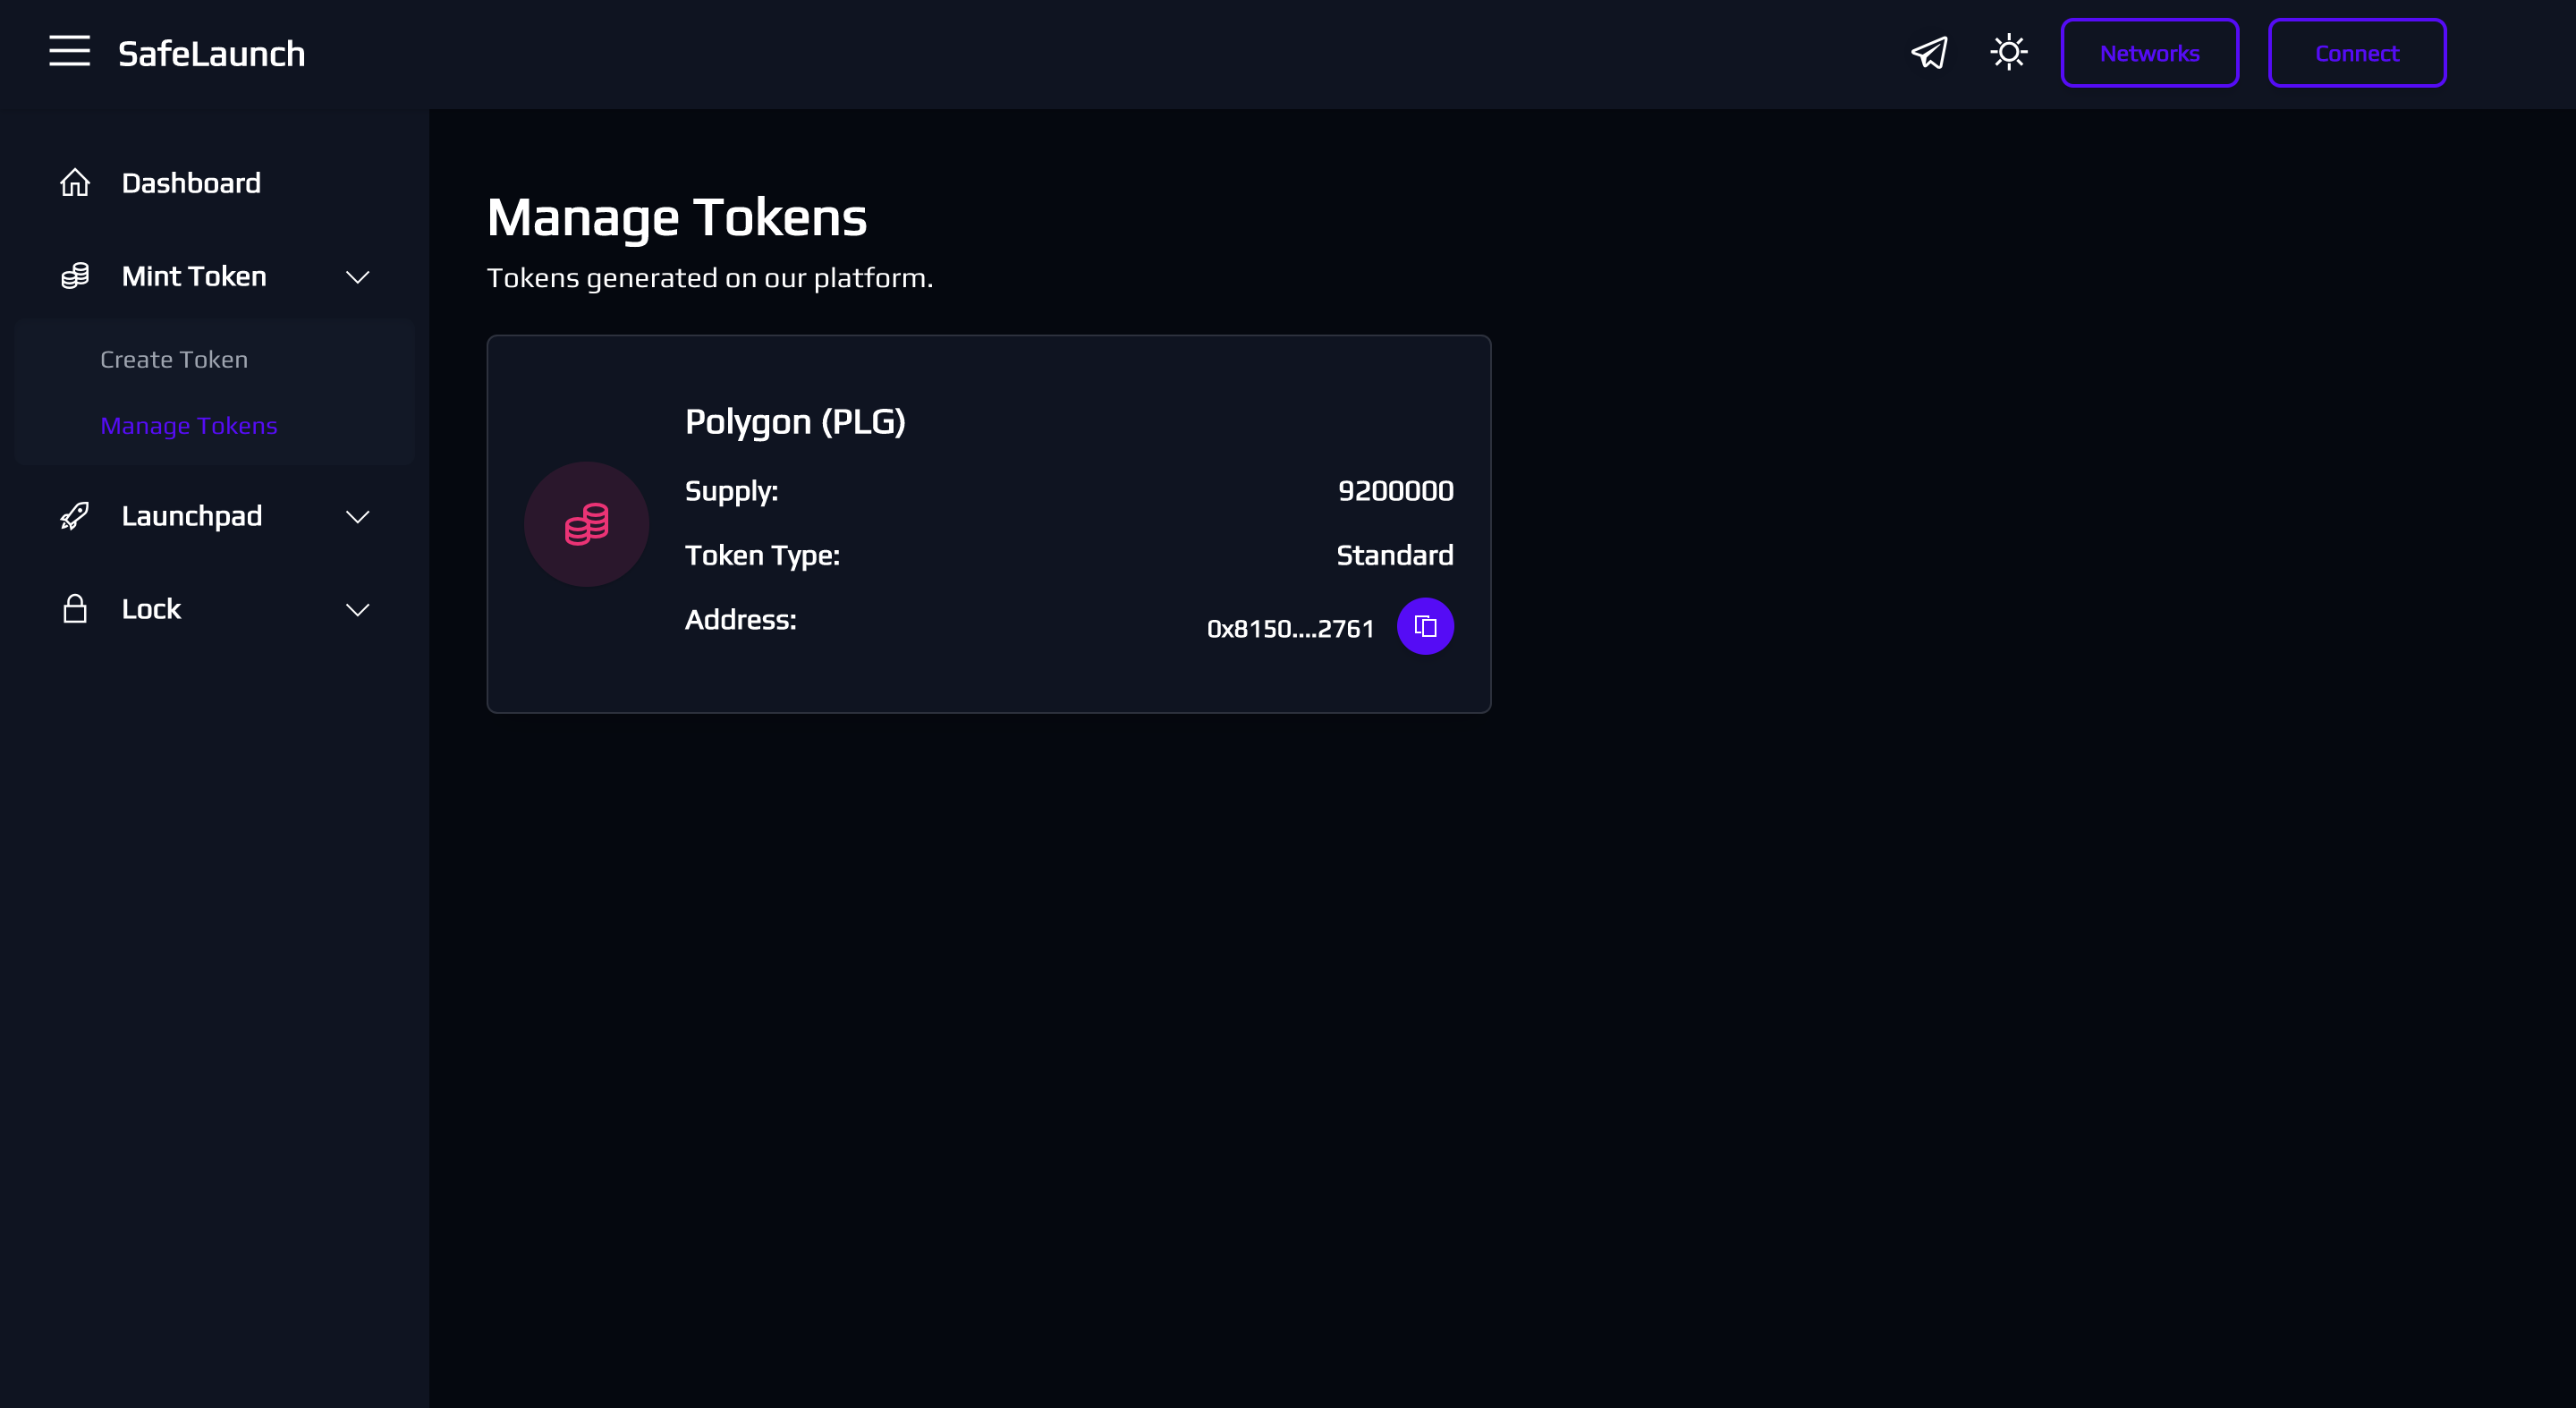 SafeLaunch
Networks
Connect
Dashboard
Mint Token
Create Token
Manage Tokens
Launchpad
Lock
Manage Tokens
Tokens generated on our platform.
Polygon (PLG)
Supply: 9200000
Token Type: Standard
Address: 0x8150....2761